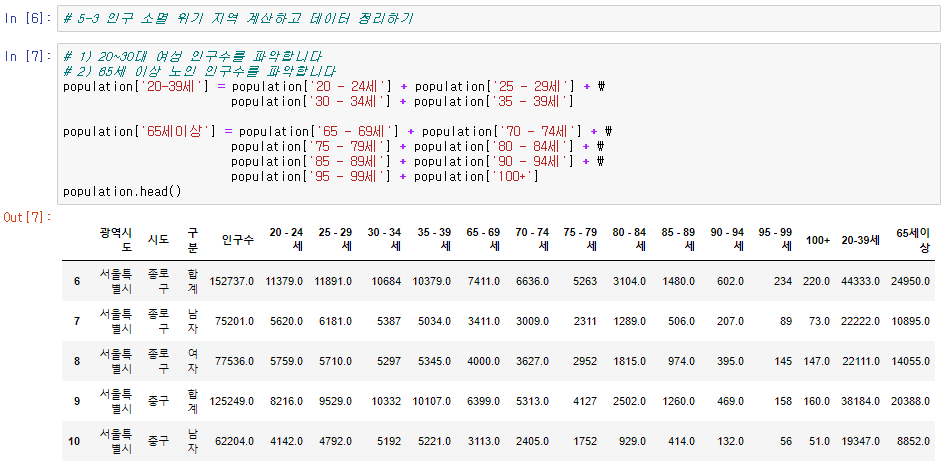 In [6]: # 5-3 인구 소멸 위기 지역 계산하고 데이터 정리하기
In [7]: # 1) 20~30대 여성 인구수를 파악합니다
# 2) 65세 이상 노인 인구수를 파악합니다
population['20-39세'] = population['20 - 24세'] + population['25 - 29세'] + ₩
population['30 - 34세'] + population['35 - 39세']
population['65세이상'] = population['65 - 69세'] + population['70 - 74세'] + ₩
population['75 - 79세'] + population['80 - 84세'] + ₩
population['85 - 89세'] + population['90 - 94세'] + ₩
population['95 - 99세'] + population['100+']
population.head()
Out[7]:
광역시도 시도 구분 인구수 20 - 24세 25 - 29세 30 - 34세 35 - 39세 65 - 69세 70 - 74세 75 - 79세 80 - 84세 85 - 89세 90 - 94세 95 - 99세 100+ 20-39세 65세이상
6 서울특별시 종로구 합계 152737.0 11379.0 11891.0 10684 10379.0 7411.0 6636.0 5263 3104.0 1480.0 602.0 234 220.0 44333.0 24950.0
7 서울특별시 종로구 남자 75201.0 5620.0 6181.0 5387 5034.0 3411.0 3009.0 2311 1289.0 506.0 207.0 89 73.0 22222.0 10895.0
8 서울특별시 종로구 여자 77536.0 5759.0 5710.0 5297 5345.0 4000.0 3627.0 2952 1815.0 974.0 395.0 145 147.0 22111.0 14055.0
9 서울특별시 중구 합계 125249.0 8216.0 9529.0 10332 10107.0 6399.0 5313.0 4127 2502.0 1260.0 469.0 158 160.0 38184.0 20388.0
10 서울특별시 중구 남자 62204.0 4142.0 4792.0 5192 5221.0 3113.0 2405.0 1752 929.0 414.0 132.0 56 51.0 19347.0 8852.0